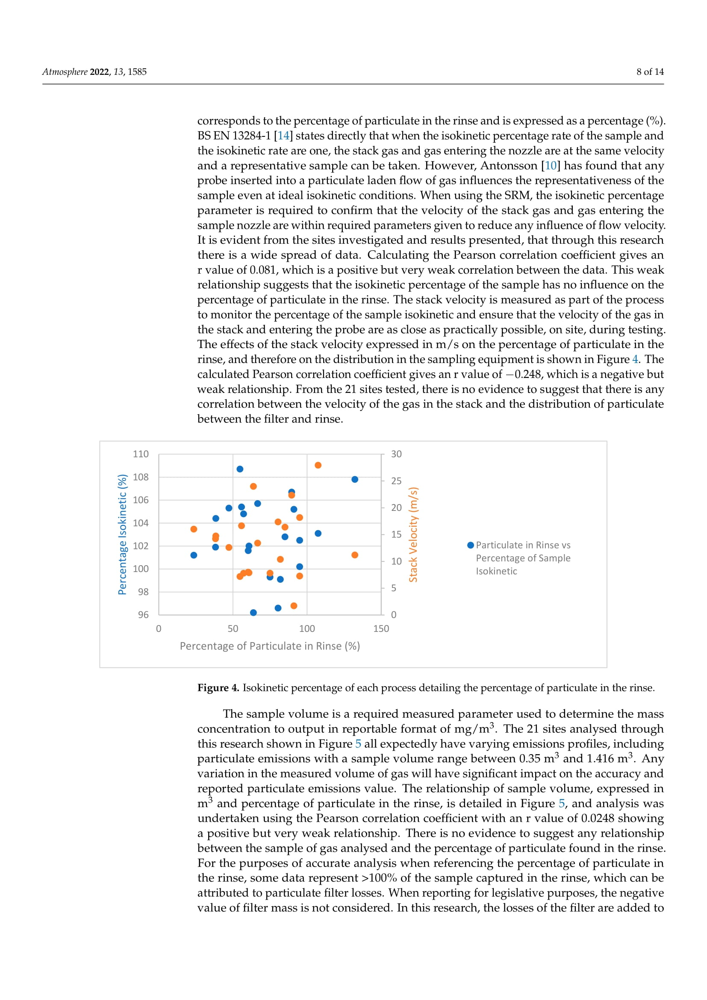 Atmosphere 2022, 13, 1585
8 of 14
corresponds to the percentage of particulate in the rinse and is expressed as a percentage (%).
BS EN 13284-1 [14] states directly that when the isokinetic percentage rate of the sample and
the isokinetic rate are one, the stack gas and gas entering the nozzle are at the same velocity
and a representative sample can be taken. However, Antonsson [10] has found that any
probe inserted into a particulate laden flow of gas influences the representativeness of the
sample even at ideal isokinetic conditions. When using the SRM, the isokinetic percentage
parameter is required to confirm that the velocity of the stack gas and gas entering the
sample nozzle are within required parameters given to reduce any influence of flow velocity.
It is evident from the sites investigated and results presented, that through this research
there is a wide spread of data. Calculating the Pearson correlation coefficient gives an
r value of 0.081, which is a positive but very weak correlation between the data. This weak
relationship suggests that the isokinetic percentage of the sample has no influence on the
percentage of particulate in the rinse. The stack velocity is measured as part of the process
to monitor the percentage of the sample isokinetic and ensure that the velocity of the gas in
the stack and entering the probe are as close as practically possible, on site, during testing.
The effects of the stack velocity expressed in m/s on the percentage of particulate in the
rinse, and therefore on the distribution in the sampling equipment is shown in Figure 4. The
calculated Pearson correlation coefficient gives an r value of −0.248, which is a negative but
weak relationship. From the 21 sites tested, there is no evidence to suggest that there is any
correlation between the velocity of the gas in the stack and the distribution of particulate
between the filter and rinse.
110
108
106
104
102
100
98
96
Percentage Isokinetic (%)
30
25
20
15
10
5
0
Stack Velocity (m/s)
0
50
100
150
Percentage of Particulate in Rinse (%)
Particulate in Rinse vs
Percentage of Sample
Isokinetic
Figure 4. Isokinetic percentage of each process detailing the percentage of particulate in the rinse.
The sample volume is a required measured parameter used to determine the mass
concentration to output in reportable format of mg/m³. The 21 sites analysed through
this research shown in Figure 5 all expectedly have varying emissions profiles, including
particulate emissions with a sample volume range between 0.35 m³ and 1.416 m³. Any
variation in the measured volume of gas will have significant impact on the accuracy and
reported particulate emissions value. The relationship of sample volume, expressed in
m³ and percentage of particulate in the rinse, is detailed in Figure 5, and analysis was
undertaken using the Pearson correlation coefficient with an r value of 0.0248 showing
a positive but very weak relationship. There is no evidence to suggest any relationship
between the sample of gas analysed and the percentage of particulate found in the rinse.
For the purposes of accurate analysis when referencing the percentage of particulate in
the rinse, some data represent >100% of the sample captured in the rinse, which can be
attributed to particulate filter losses. When reporting for legislative purposes, the negative
value of filter mass is not considered. In this research, the losses of the filter are added to